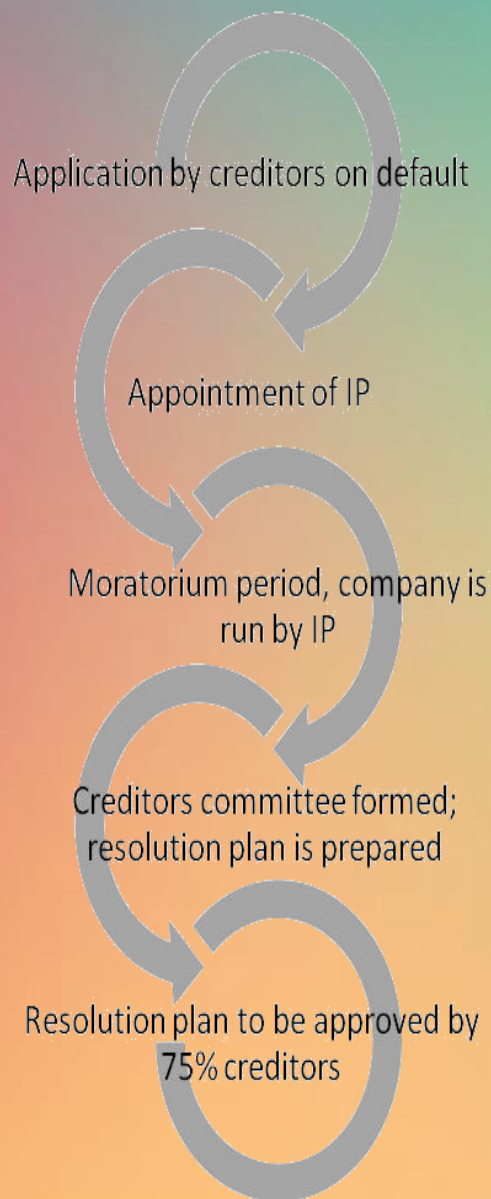 Application by creditors on default
Appointment of IP
Moratorium period, company is
run by IP
Creditors committee formed;
resolution plan is prepared
Resolution plan to be approved by
75% creditors